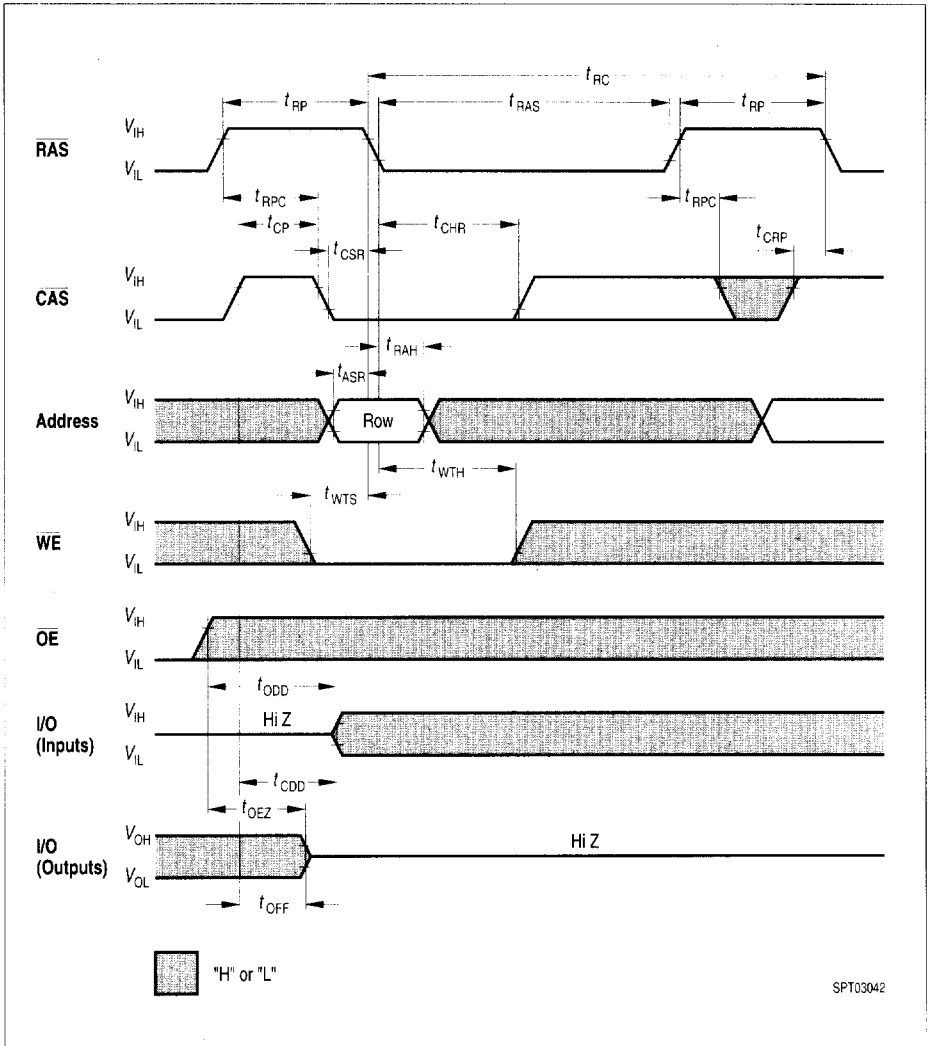 tRC
tRP tRAS tRP
RAS VIH
VIL
tRPC tRPC
tCP tCHR tCRP
tCSR
CAS VIH
VIL
tRAH
tASR
Address VIH
Row
VIL
tWTH
tWTS
WE VIH
VIL
OE VIH
VIL
tODD
I/O (Inputs) VIH
Hi Z
VIL
tCDD
tOEZ
I/O (Outputs) VOH
Hi Z
VOL
tOFF
"H" or "L"
SPT03042